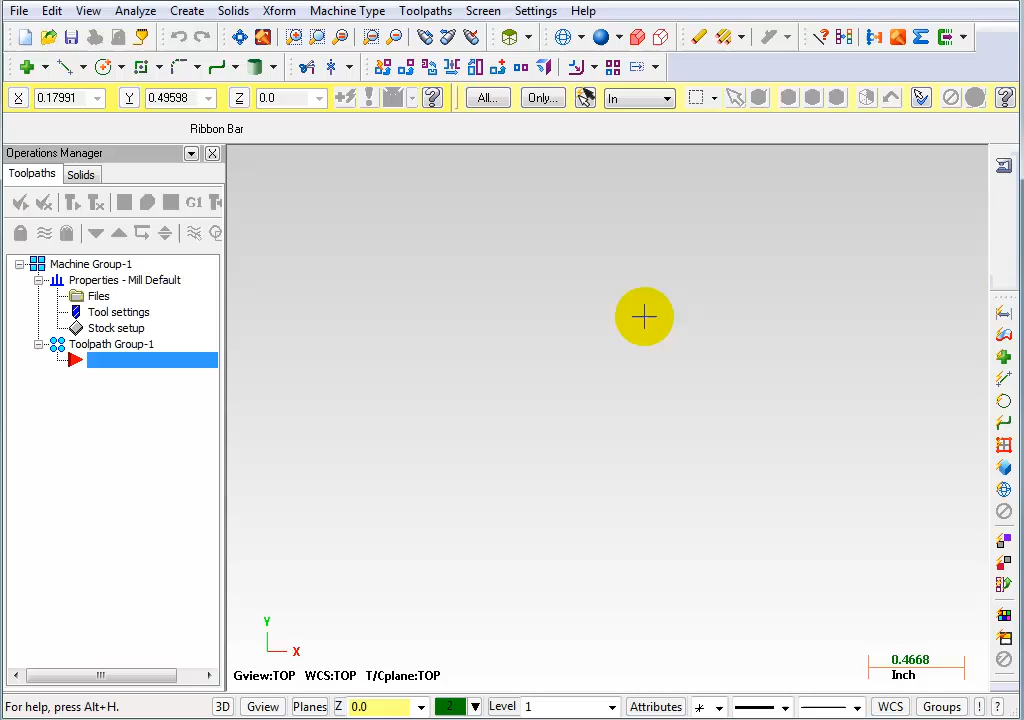 File Edit View Analyze Create Solids Xform Machine Type Toolpaths Screen Settings Help
X 0.17991 Y 0.49598 Z 0.0 All... Only... In
Ribbon Bar
Operations Manager
Toolpaths Solids
G1
Machine Group-1
Properties - Mill Default
Files
Tool settings
Stock setup
Toolpath Group-1
Y
X
Gview:TOP WCS:TOP T/Cplane:TOP
0.4668
Inch
For help, press Alt+H. 3D Gview Planes Z 0.0 2 Level 1 Attributes WCS Groups ! ?